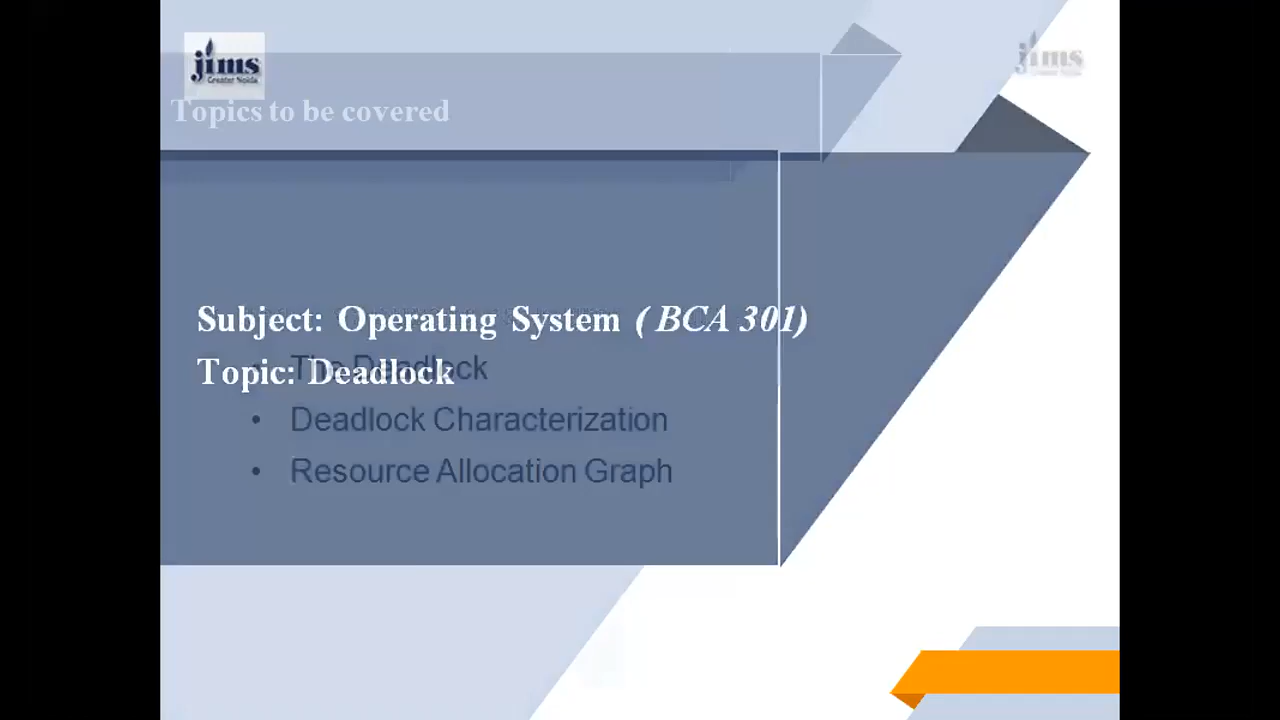 jims
Greater Noida
jims
Topics to be covered
Subject: Operating System ( BCA 301)
Topic: Deadlock
• The Deadlock
• Deadlock Characterization
• Resource Allocation Graph